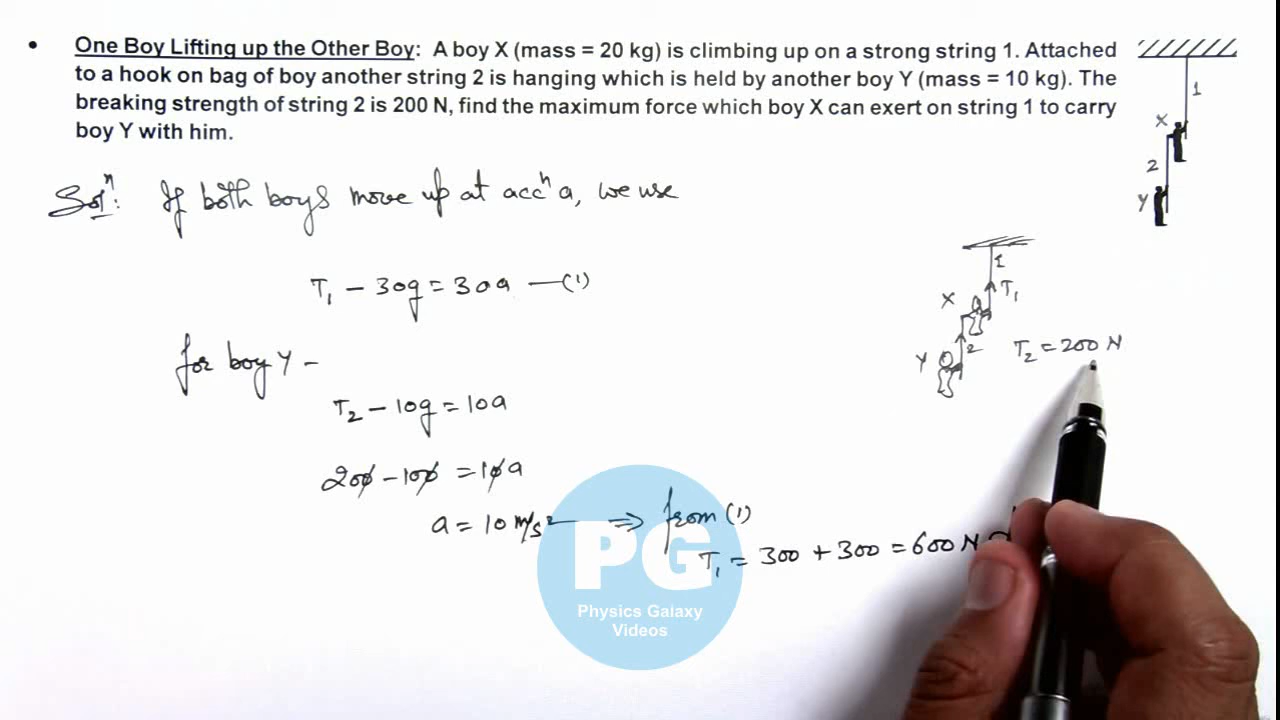 • One Boy Lifting up the Other Boy: A boy X (mass = 20 kg) is climbing up on a strong string 1. Attached
to a hook on bag of boy another string 2 is hanging which is held by another boy Y (mass = 10 kg). The
breaking strength of string 2 is 200 N, find the maximum force which boy X can exert on string 1 to carry
boy Y with him.
1
X
2
Y
Solⁿ: If both boys move up at accⁿ a, we use
T₁ – 30g = 30a —(1)
for boy Y –
T₂ – 10g = 10a
200 – 100 = 10a
a = 10 m/s² ⇒ from (1)
T₁ = 300 + 300 = 600 N
1
T₁
X
2
Y
T₂ = 200 N
PG
Physics Galaxy
Videos